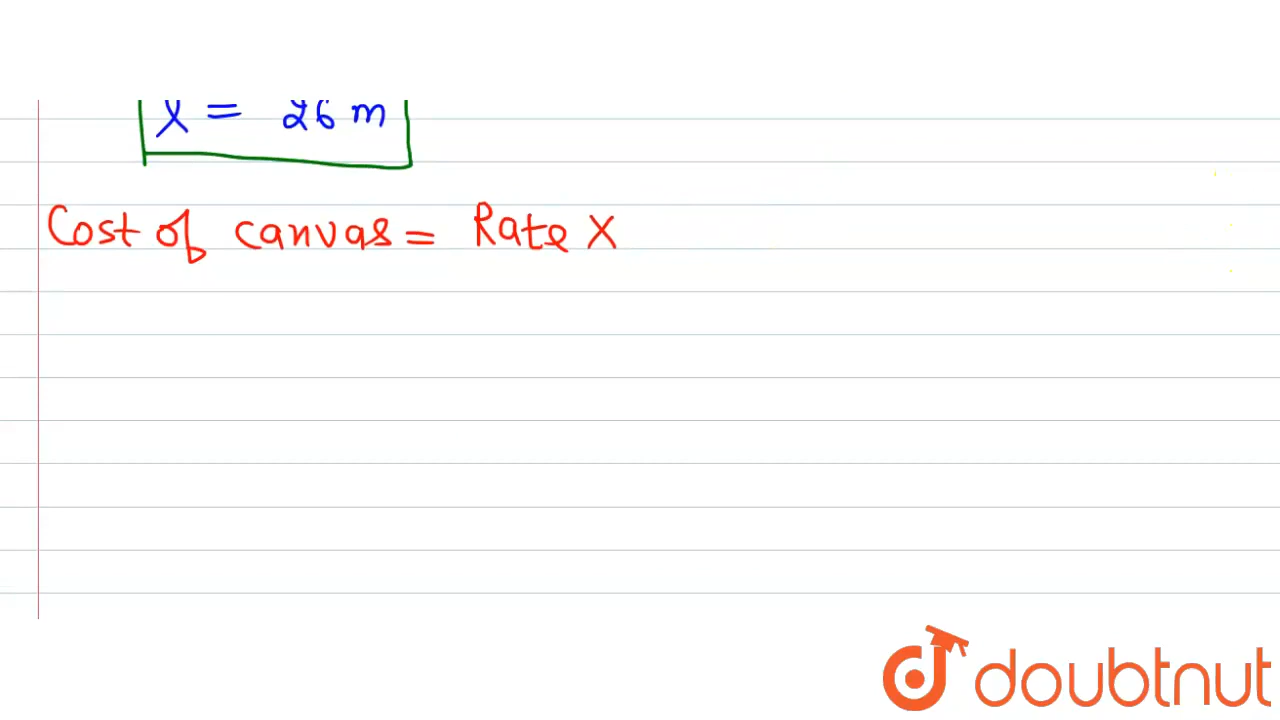 l = 26 m
Cost of canvas = Rate X
doubtnut